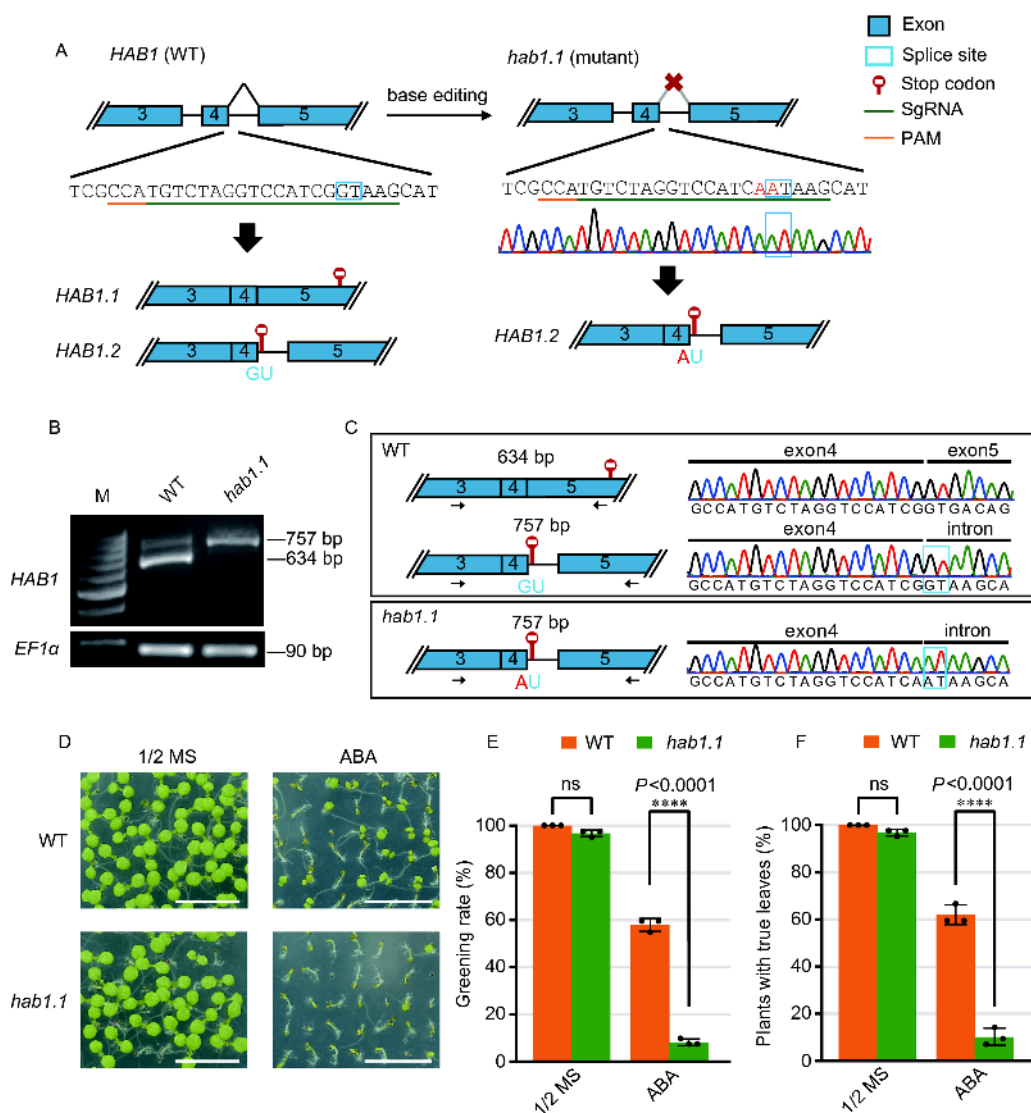 A
HAB1 (WT)
hab1.1 (mutant)
Exon
Splice site
Stop codon
SgRNA
PAM
3 4 5
base editing
3 4 5
TCGCCATGTCTAGGTCCATCGGTAAGCAT
TCGCCATGTCTAGGTCCATCAATAAGCAT
HAB1.1
3 4 5
HAB1.2
3 4 5
GU
HAB1.2
3 4 5
AU
B
M
WT
hab1.1
HAB1
757 bp
634 bp
EF1α
90 bp
C
WT
634 bp
3 4 5
exon4
exon5
GCCATGTCTAGGTCCATCGGTGACAG
757 bp
3 4 5
GU
exon4
intron
GCCATGTCTAGGTCCATCGGTAAGCA
hab1.1
757 bp
3 4 5
AU
exon4
intron
GCCATGTCTAGGTCCATCAATAAGCA
D
1/2 MS
ABA
WT
hab1.1
E
WT
hab1.1
ns
P<0.0001
****
Greening rate (%)
100
80
60
40
20
0
1/2 MS
ABA
F
WT
hab1.1
ns
P<0.0001
****
Plants with true leaves (%)
100
80
60
40
20
0
1/2 MS
ABA